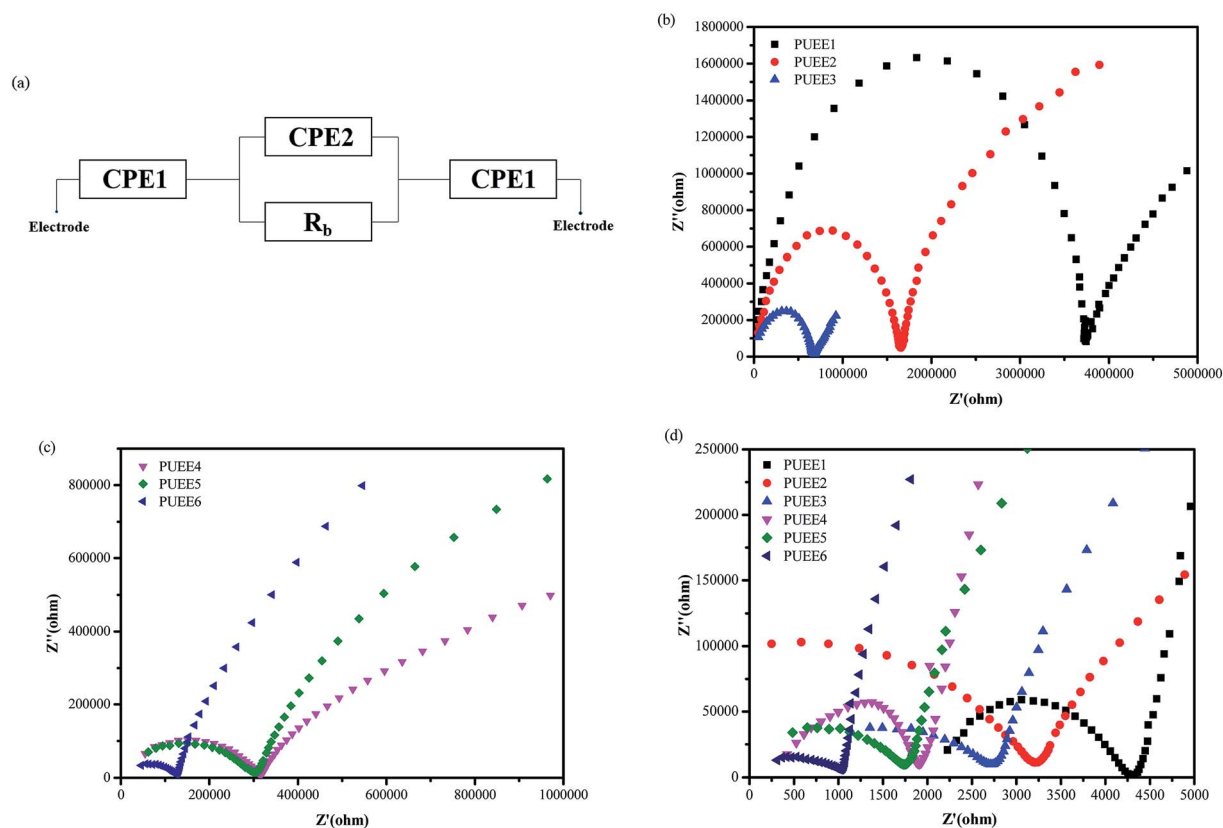 (a)
CPE2
CPE1
CPE1
Rb
Electrode
Electrode
(b)
PUEE1
PUEE2
PUEE3
Z''(ohm)
1800000
1600000
1400000
1200000
1000000
800000
600000
400000
200000
0
0 1000000 2000000 3000000 4000000 5000000
Z'(ohm)
(c)
PUEE4
PUEE5
PUEE6
Z''(ohm)
800000
600000
400000
200000
0
0 200000 400000 600000 800000 1000000
Z'(ohm)
(d)
PUEE1
PUEE2
PUEE3
PUEE4
PUEE5
PUEE6
Z''(ohm)
250000
200000
150000
100000
50000
0
0 500 1000 1500 2000 2500 3000 3500 4000 4500 5000
Z'(ohm)